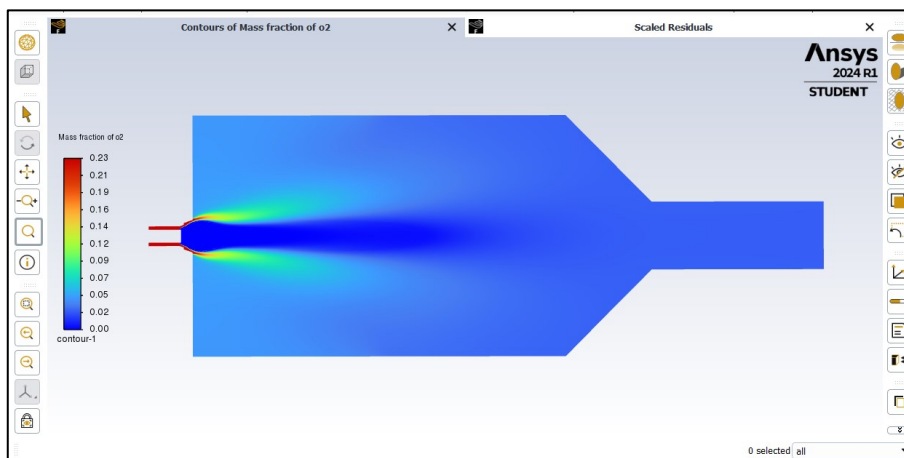 Contours of Mass fraction of o2
Scaled Residuals
Ansys
2024 R1
STUDENT
Mass fraction of o2
0.23
0.21
0.19
0.16
0.14
0.12
0.09
0.07
0.05
0.02
0.00
contour-1
0 selected all